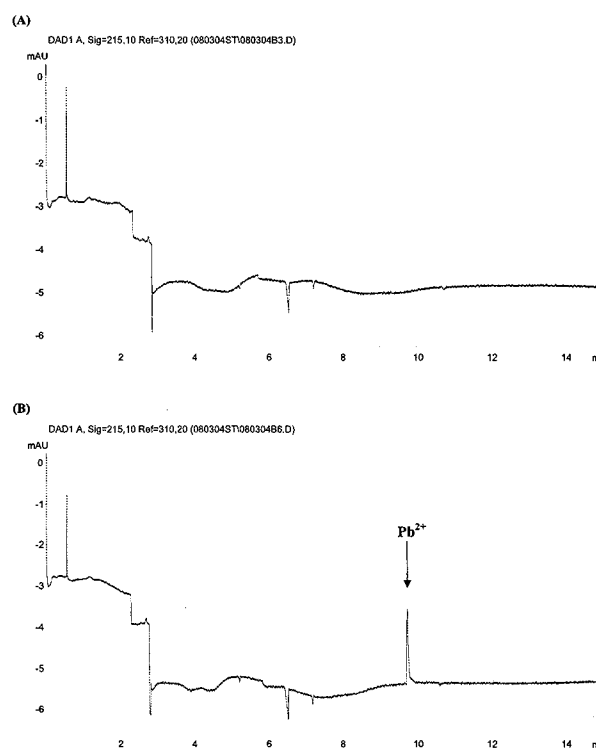 (A)
DAD1 A, Sig=215,10 Ref=310,20 (080304ST\080304B3.D)
mAU
0
-1
-2
-3
-4
-5
-6
2 4 6 8 10 12 14
(B)
DAD1 A, Sig=215,10 Ref=310,20 (080304ST\080304B6.D)
mAU
0
-1
-2
-3
-4
-5
-6
Pb²⁺
2 4 6 8 10 12 14